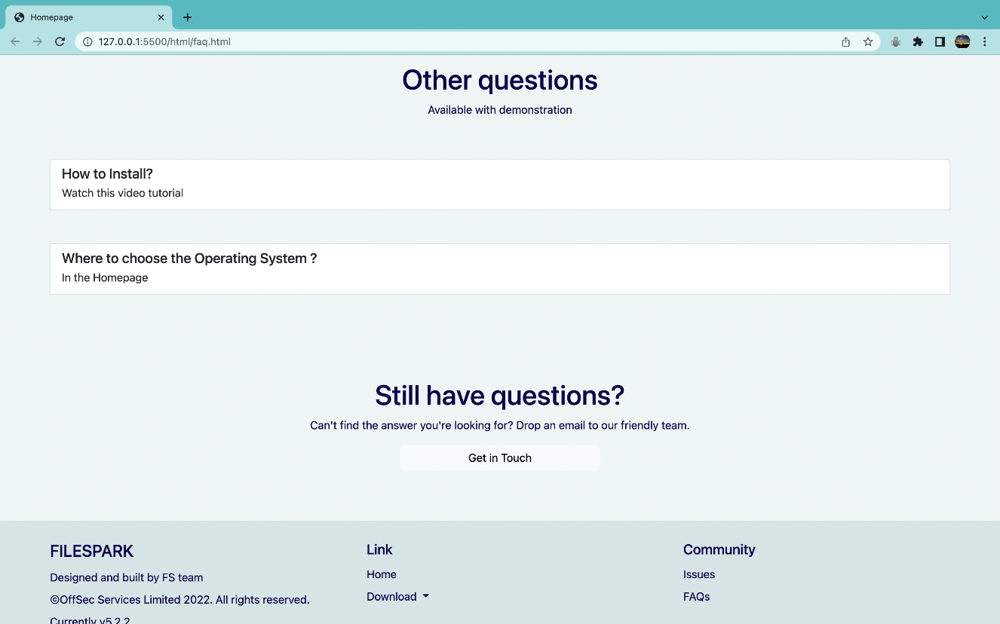 Homepage
127.0.0.1:5500/html/faq.html
Other questions
Available with demonstration
How to Install?
Watch this video tutorial
Where to choose the Operating System ?
In the Homepage
Still have questions?
Can't find the answer you're looking for? Drop an email to our friendly team.
Get in Touch
FILESPARK
Designed and built by FS team
©OffSec Services Limited 2022. All rights reserved.
Currently v5.2.2
Link
Home
Download
Community
Issues
FAQs